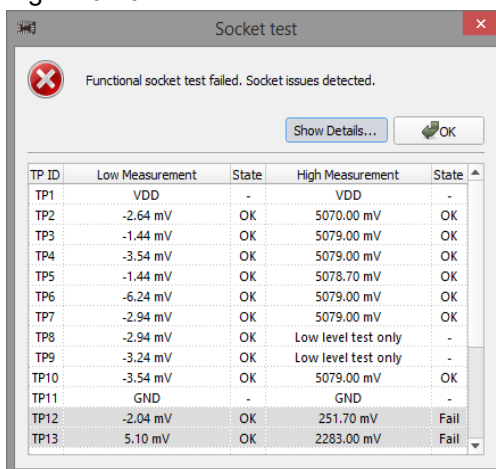 Socket test
Functional socket test failed. Socket issues detected.
Show Details... OK
TP ID Low Measurement State High Measurement State
TP1 VDD - VDD -
TP2 -2.64 mV OK 5070.00 mV OK
TP3 -1.44 mV OK 5079.00 mV OK
TP4 -3.54 mV OK 5079.00 mV OK
TP5 -1.44 mV OK 5078.70 mV OK
TP6 -6.24 mV OK 5079.00 mV OK
TP7 -2.94 mV OK 5079.00 mV OK
TP8 -2.94 mV OK Low level test only -
TP9 -3.24 mV OK Low level test only -
TP10 -3.54 mV OK 5079.00 mV OK
TP11 GND - GND -
TP12 -2.04 mV OK 251.70 mV Fail
TP13 5.10 mV OK 2283.00 mV Fail